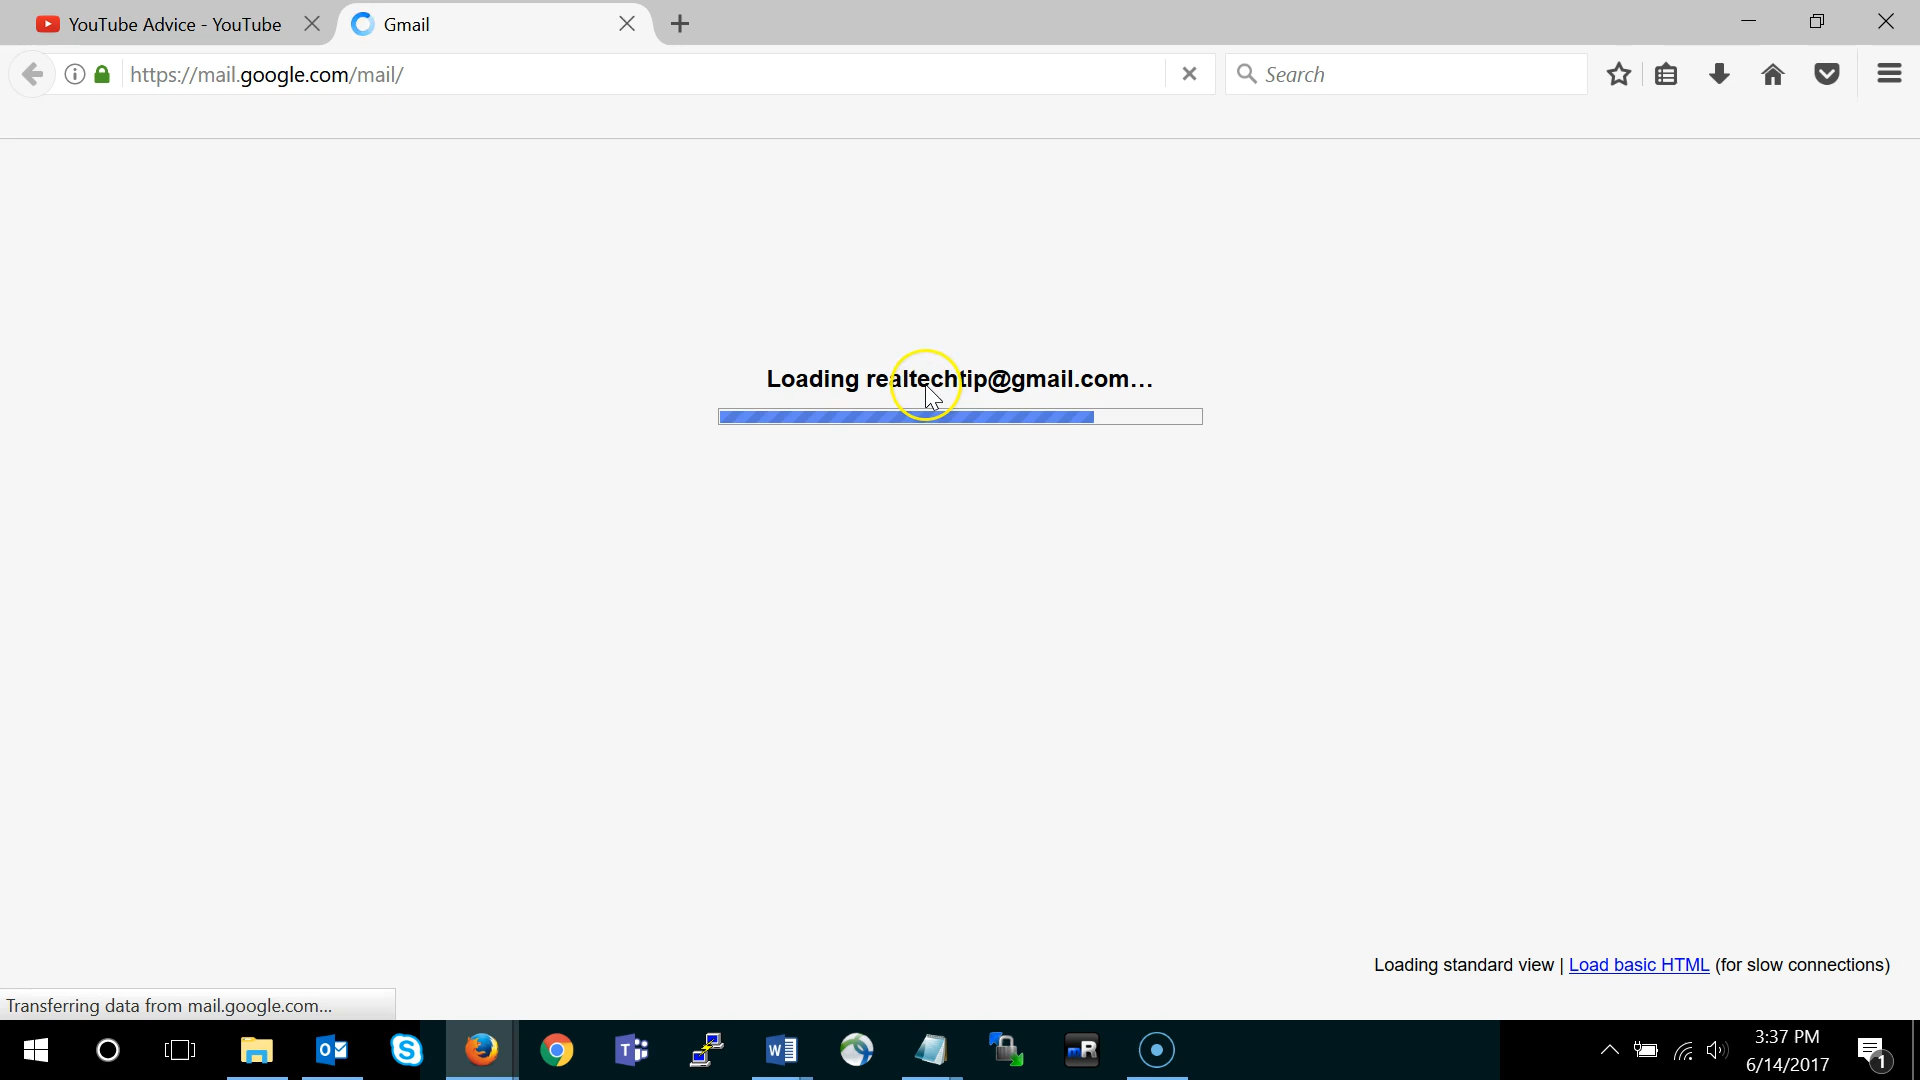 YouTube Advice - YouTube
Gmail
https://mail.google.com/mail/
Search
Loading realtechtip@gmail.com...
Loading standard view | Load basic HTML (for slow connections)
Transferring data from mail.google.com...
3:37 PM
6/14/2017
1